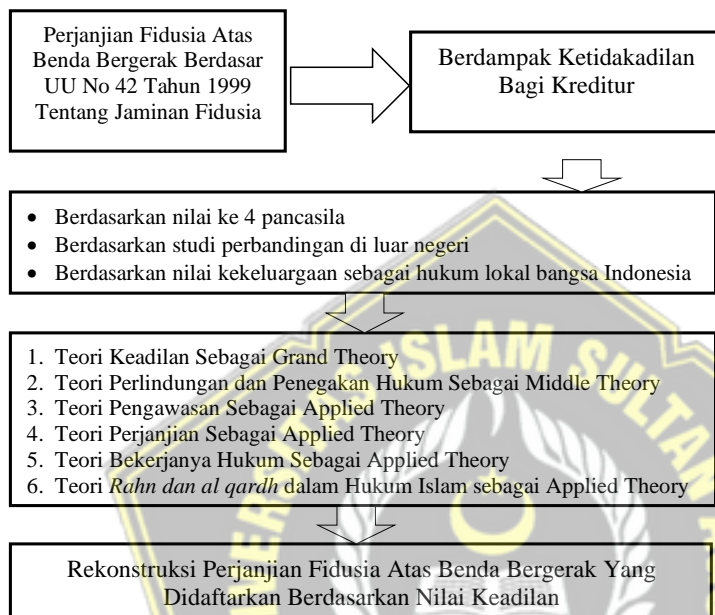 Perjanjian Fidusia Atas
Benda Bergerak Berdasar
UU No 42 Tahun 1999
Tentang Jaminan Fidusia
Berdampak Ketidakadilan
Bagi Kreditur
• Berdasarkan nilai ke 4 pancasila
• Berdasarkan studi perbandingan di luar negeri
• Berdasarkan nilai kekeluargaan sebagai hukum lokal bangsa Indonesia
1. Teori Keadilan Sebagai Grand Theory
2. Teori Perlindungan dan Penegakan Hukum Sebagai Middle Theory
3. Teori Pengawasan Sebagai Applied Theory
4. Teori Perjanjian Sebagai Applied Theory
5. Teori Bekerjanya Hukum Sebagai Applied Theory
6. Teori Rahn dan al qardh dalam Hukum Islam sebagai Applied Theory
Rekonstruksi Perjanjian Fidusia Atas Benda Bergerak Yang
Didaftarkan Berdasarkan Nilai Keadilan
ISLAM SULTAN